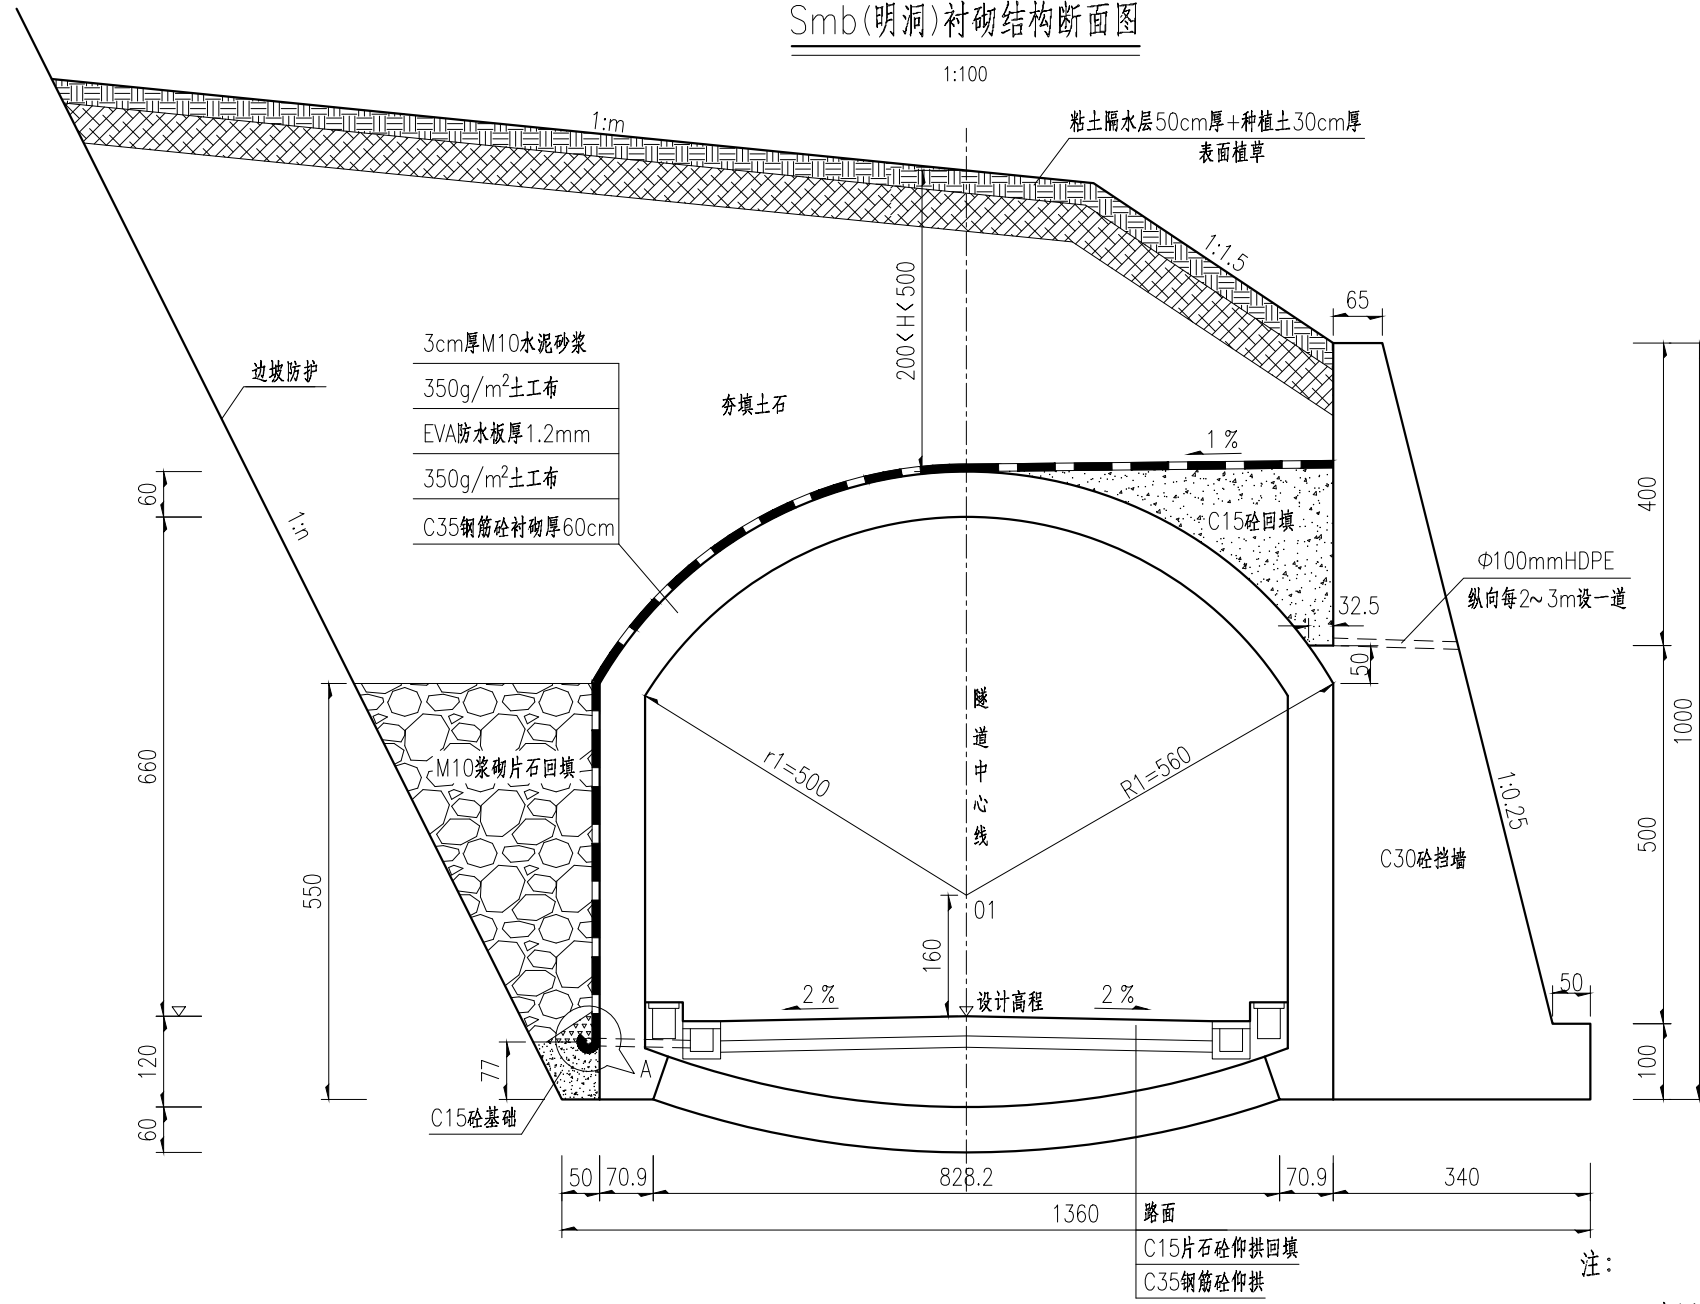 Smb(明洞)衬砌结构断面图
1:100
粘土隔水层50cm厚+种植土30cm厚
表面植草
1:m
1:1.5
65
200<H<500
3cm厚M10水泥砂浆
350g/m²土工布
EVA防水板厚1.2mm
350g/m²土工布
C35钢筋砼衬砌厚60cm
边坡防护
夯填土石
1%
60
1:n
400
C15砼回填
Φ100mmHDPE
纵向每2~3m设一道
32.5
50
隧道中心线
1000
660
M10浆砌片石回填
r1=500
R1=560
1:0.25
500
C30砼挡墙
550
O1
160
2%
设计高程
2%
50
120
77
A
100
C15砼基础
60
50
70.9
828.2
70.9
340
1360
路面
C15片石砼仰拱回填
C35钢筋砼仰拱
注: